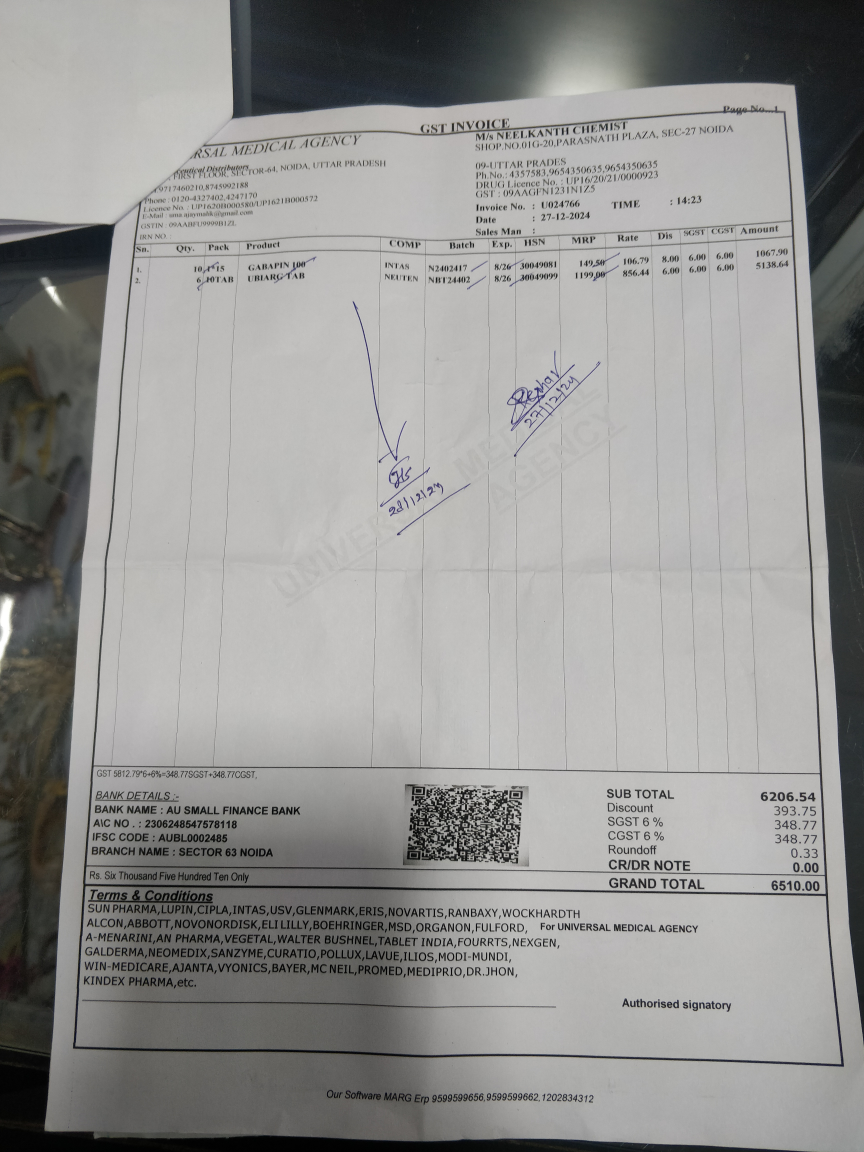 Page No...1
GST INVOICE
RSAL MEDICAL AGENCY
M/s NEELKANTH CHEMIST
SHOP.NO.01G-20,PARASNATH PLAZA, SEC-27 NOIDA
ceutical Distributors
FIRST FLOOR, SECTOR-64, NOIDA, UTTAR PRADESH
9717460210,8745992188
Phone : 0120-4327402,4247170
Licence No. : UP1620B000580/UP1621B000572
E-Mail : uma.ajaymalik@gmail.com
GSTIN : 09AABFU9999B1ZL
IRN NO :
09-UTTAR PRADES
Ph.No.: 4357583,9654350635,9654350635
DRUG Licence No. : UP16/20/21/0000923
GST : 09AAGFN1231N1Z5
Invoice No. : U024766 TIME : 14:23
Date : 27-12-2024
Sales Man :
Sn. Qty. Pack Product COMP Batch Exp. HSN MRP Rate Dis SGST CGST Amount
1. 10 1*15 GABAPIN 100 INTAS N2402417 8/26 30049081 149.50 106.79 8.00 6.00 6.00 1067.90
2. 6 10TAB UBIARG TAB NEUTEN NBT24402 8/26 30049099 1199.00 856.44 6.00 6.00 6.00 5138.64
27/12/24
UNIVERSAL MEDICAL AGENCY
GST 5812.79*6+6%=348.77SGST+348.77CGST,
BANK DETAILS :-
BANK NAME : AU SMALL FINANCE BANK
A\C NO . : 2306248547578118
IFSC CODE : AUBL0002485
BRANCH NAME : SECTOR 63 NOIDA
SUB TOTAL 6206.54
Discount 393.75
SGST 6 % 348.77
CGST 6 % 348.77
Roundoff 0.33
CR/DR NOTE 0.00
Rs. Six Thousand Five Hundred Ten Only
GRAND TOTAL 6510.00
Terms & Conditions
SUN PHARMA,LUPIN,CIPLA,INTAS,USV,GLENMARK,ERIS,NOVARTIS,RANBAXY,WOCKHARDTH
ALCON,ABBOTT,NOVONORDISK,ELI LILLY,BOEHRINGER,MSD,ORGANON,FULFORD,
For UNIVERSAL MEDICAL AGENCY
A-MENARINI,AN PHARMA,VEGETAL,WALTER BUSHNEL,TABLET INDIA,FOURRTS,NEXGEN,
GALDERMA,NEOMEDIX,SANZYME,CURATIO,POLLUX,LAVUE,ILIOS,MODI-MUNDI,
WIN-MEDICARE,AJANTA,VYONICS,BAYER,MC NEIL,PROMED,MEDIPRIO,DR.JHON,
KINDEX PHARMA,etc.
Authorised signatory
Our Software MARG Erp 9599599656,9599599662,1202834312